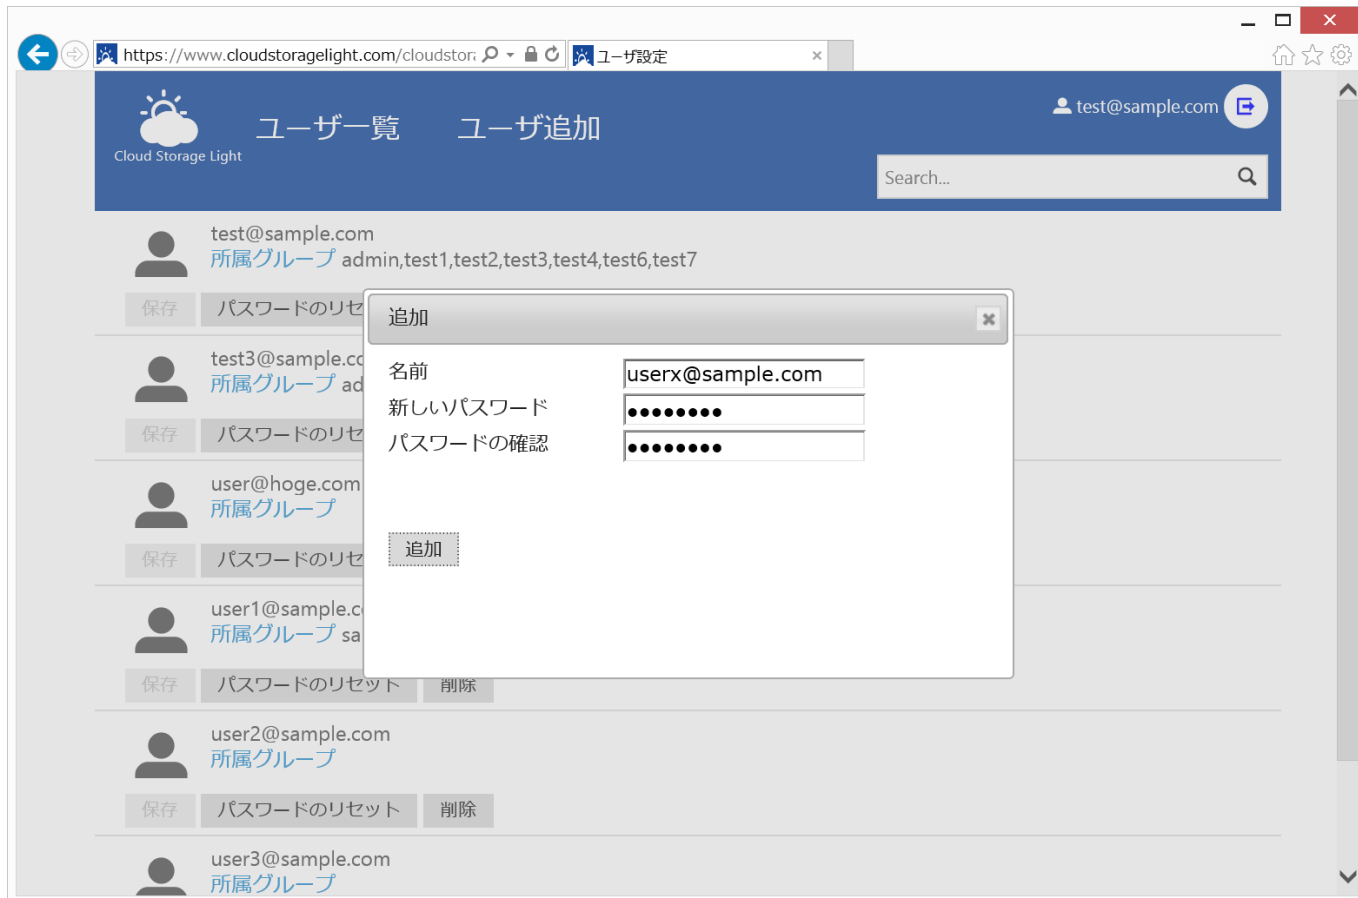 https://www.cloudstoragelight.com/cloudstor
ユーザ設定
ユーザ一覧 ユーザ追加
test@sample.com
Cloud Storage Light
Search...
test@sample.com
所属グループ admin,test1,test2,test3,test4,test6,test7
保存 パスワードのリセ
追加
test3@sample.co
所属グループ ad
保存 パスワードのリセ
名前 userx@sample.com
新しいパスワード ●●●●●●●●
パスワードの確認 ●●●●●●●●
追加
user@hoge.com
所属グループ
保存 パスワードのリセ
user1@sample.c
所属グループ sa
保存 パスワードのリセット 削除
user2@sample.com
所属グループ
保存 パスワードのリセット 削除
user3@sample.com
所属グループ